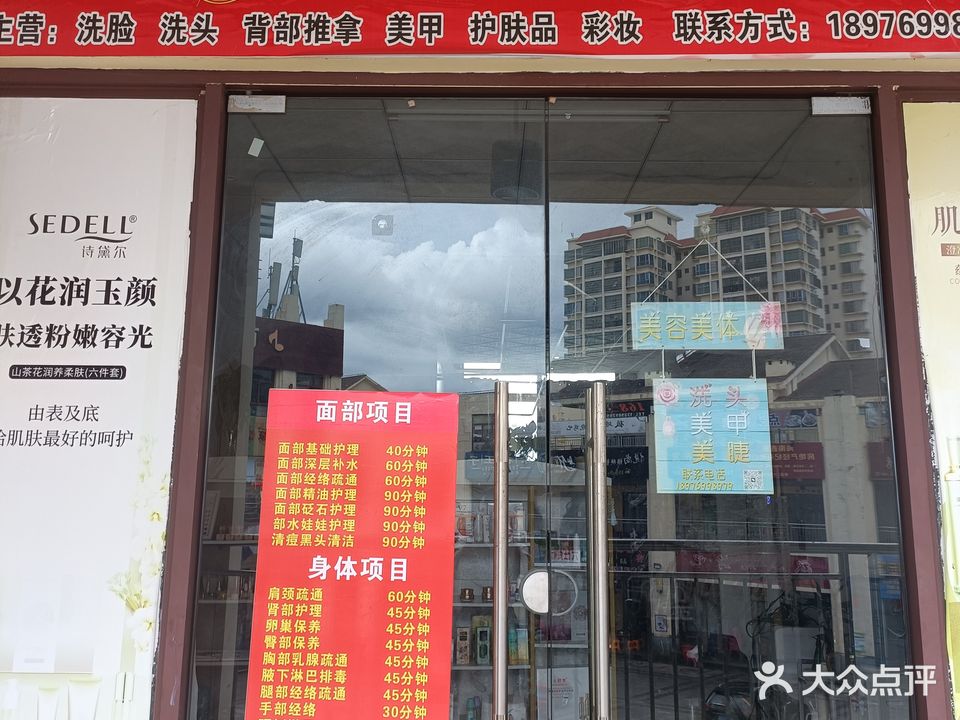 主营：洗脸 洗头 背部推拿 美甲 护肤品 彩妆 联系方式：18976998
SEDELL®
诗黛尔
以花润玉颜
肤透粉嫩容光
山茶花润养柔肤(六件套)
由表及底
给肌肤最好的呵护
美容美体
洗头
美甲
美睫
联系电话
18976998979
面部项目
面部基础护理 40分钟
面部深层补水 60分钟
面部经络疏通 60分钟
面部精油护理 90分钟
面部砭石护理 90分钟
部水娃娃护理 90分钟
清痘黑头清洁 90分钟
身体项目
肩颈疏通 60分钟
肾部护理 45分钟
卵巢保养 45分钟
臀部保养 45分钟
胸部乳腺疏通 45分钟
腋下淋巴排毒 45分钟
腿部经络疏通 45分钟
手部经络 30分钟
肌
大众点评